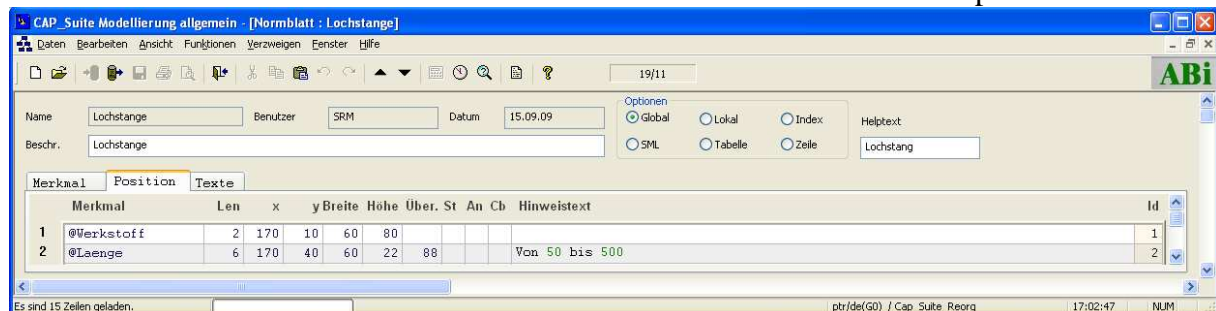 CAP_Suite Modellierung allgemein - [Normblatt : Lochstange]
Daten Bearbeiten Ansicht Funktionen Verzweigen Fenster Hilfe
19/11
ABi
Name Lochstange Benutzer SRM Datum 15.09.09 Optionen Global Lokal Index Helptext
Beschr. Lochstange SML Tabelle Zeile Lochstang
Merkmal Position Texte
Merkmal Len x y Breite Höhe Über. St An Cb Hinweistext Id
1 @Werkstoff 2 170 10 60 80 1
2 @Laenge 6 170 40 60 22 88 Von 50 bis 500 2
Es sind 15 Zeilen geladen. ptr/de(G0) / Cap_Suite_Reorg 17:02:47 NUM